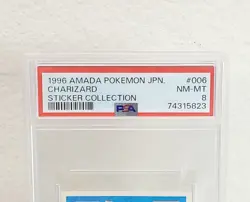 1996 AMADA POKEMON JPN. #006
CHARIZARD NM-MT
STICKER COLLECTION 8
PSA 74315823